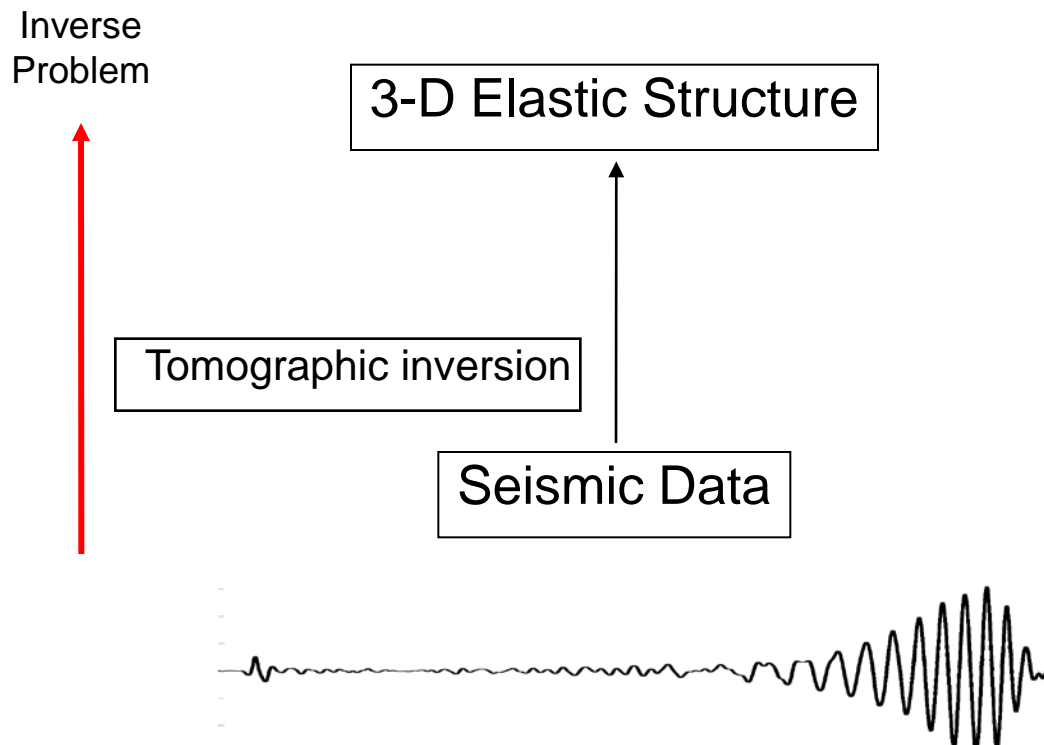 Inverse
Problem
3-D Elastic Structure
Tomographic inversion
Seismic Data